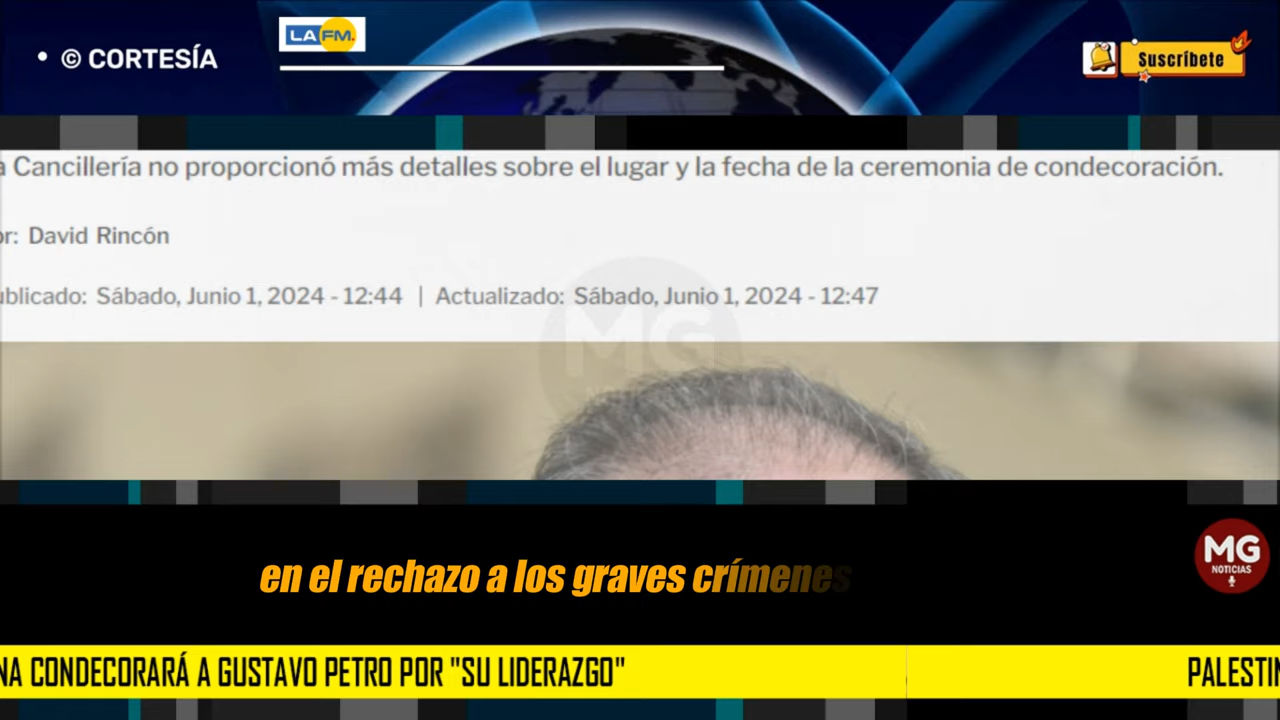 • © CORTESÍA
LA FM.
Suscríbete
a Cancillería no proporcionó más detalles sobre el lugar y la fecha de la ceremonia de condecoración.
or: David Rincón
ublicado: Sábado, Junio 1, 2024 - 12:44 | Actualizado: Sábado, Junio 1, 2024 - 12:47
MG
en el rechazo a los graves crímenes
MG
NOTICIAS
NA CONDECORARÁ A GUSTAVO PETRO POR "SU LIDERAZGO" PALESTIN